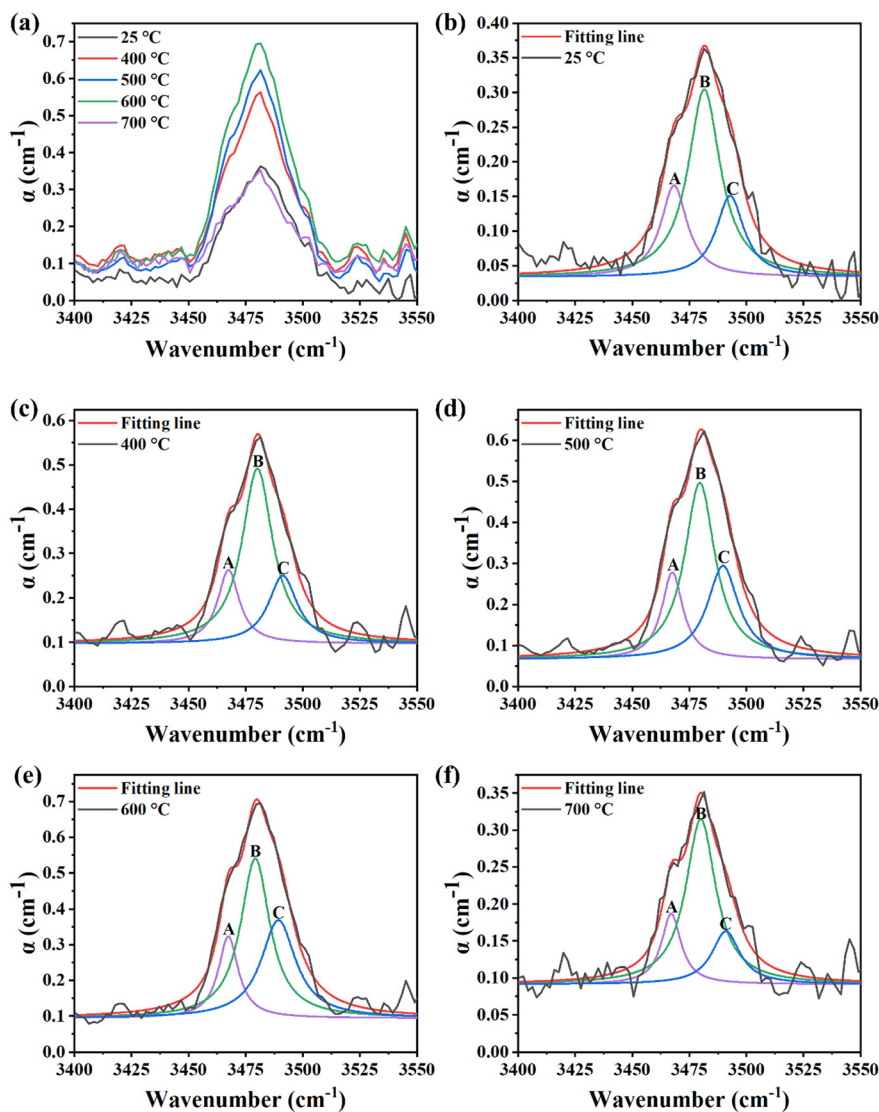 (a)
25 °C
400 °C
500 °C
600 °C
700 °C
0.7
0.6
0.5
0.4
0.3
0.2
0.1
0.0
α (cm⁻¹)
3400 3425 3450 3475 3500 3525 3550
Wavenumber (cm⁻¹)
(b)
Fitting line
25 °C
0.40
0.35
0.30
0.25
0.20
0.15
0.10
0.05
0.00
α (cm⁻¹)
A
B
C
3400 3425 3450 3475 3500 3525 3550
Wavenumber (cm⁻¹)
(c)
Fitting line
400 °C
0.6
0.5
0.4
0.3
0.2
0.1
0.0
α (cm⁻¹)
A
B
C
3400 3425 3450 3475 3500 3525 3550
Wavenumber (cm⁻¹)
(d)
Fitting line
500 °C
0.6
0.5
0.4
0.3
0.2
0.1
0.0
α (cm⁻¹)
A
B
C
3400 3425 3450 3475 3500 3525 3550
Wavenumber (cm⁻¹)
(e)
Fitting line
600 °C
0.7
0.6
0.5
0.4
0.3
0.2
0.1
0.0
α (cm⁻¹)
A
B
C
3400 3425 3450 3475 3500 3525 3550
Wavenumber (cm⁻¹)
(f)
Fitting line
700 °C
0.35
0.30
0.25
0.20
0.15
0.10
0.05
0.00
α (cm⁻¹)
A
B
C
3400 3425 3450 3475 3500 3525 3550
Wavenumber (cm⁻¹)